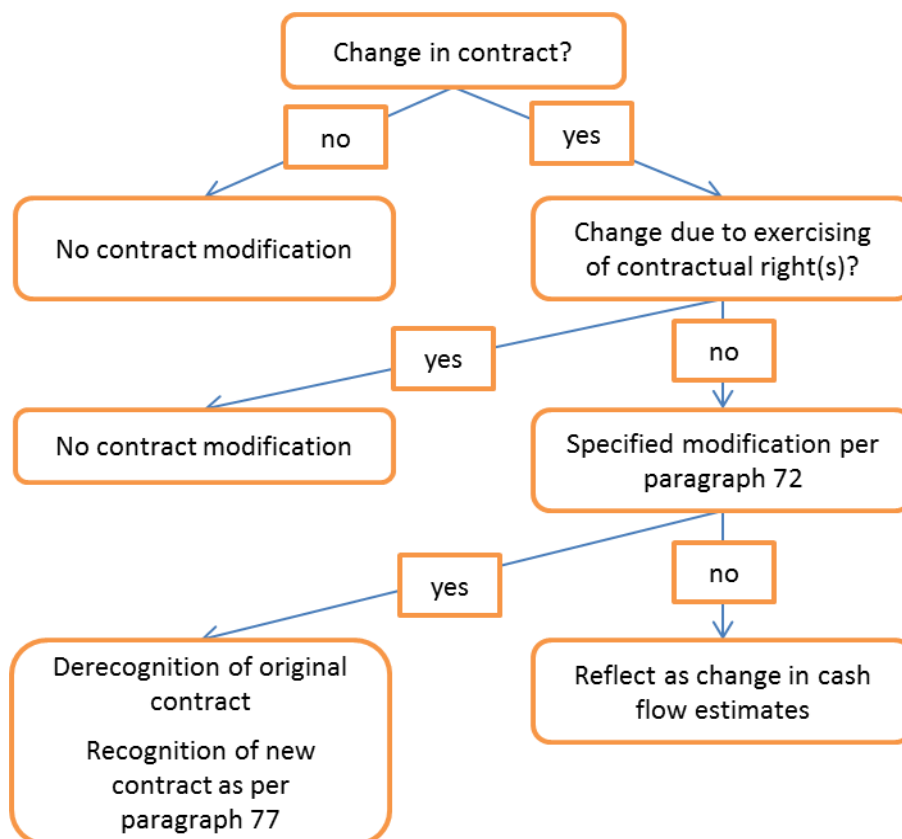 Change in contract?
no
yes
No contract modification
Change due to exercising
of contractual right(s)?
yes
no
No contract modification
Specified modification per
paragraph 72
yes
no
Derecognition of original
contract
Recognition of new
contract as per
paragraph 77
Reflect as change in cash
flow estimates